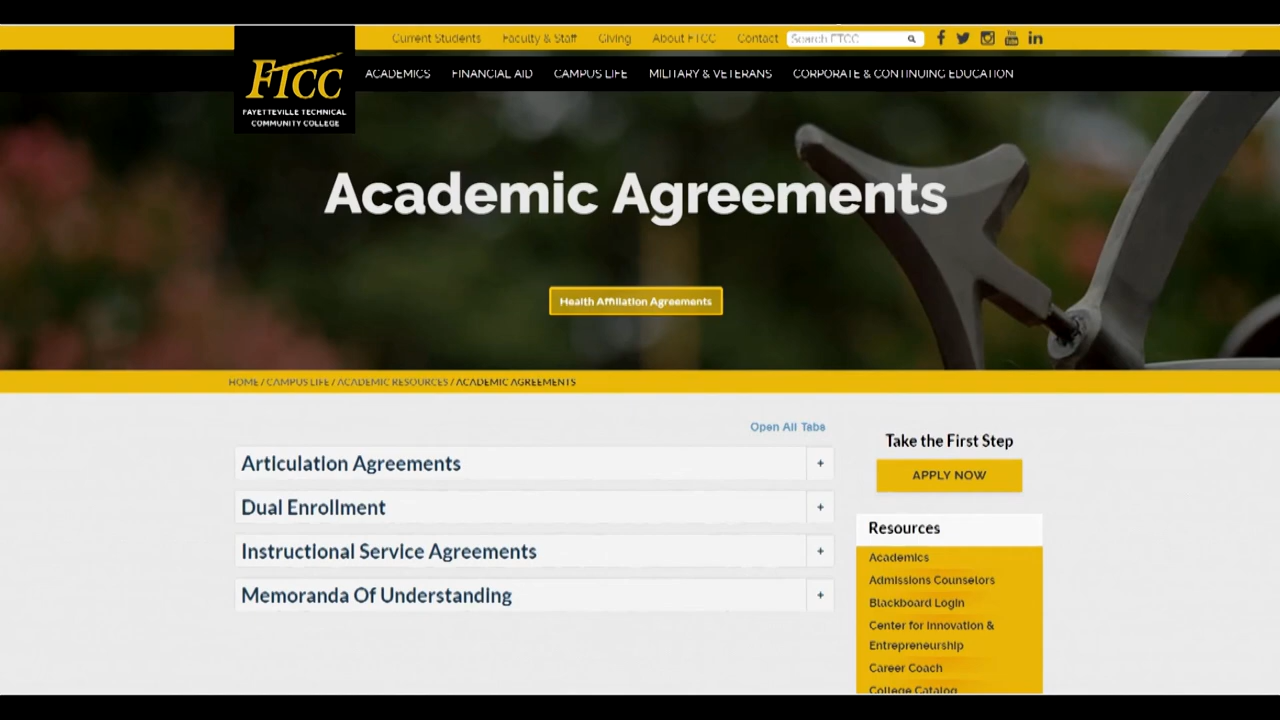 Current Students Faculty & Staff Giving About FTCC Contact Search FTCC
FTCC
FAYETTEVILLE TECHNICAL
COMMUNITY COLLEGE
ACADEMICS FINANCIAL AID CAMPUS LIFE MILITARY & VETERANS CORPORATE & CONTINUING EDUCATION
Academic Agreements
Health Affiliation Agreements
HOME / CAMPUS LIFE / ACADEMIC RESOURCES / ACADEMIC AGREEMENTS
Open All Tabs
Articulation Agreements +
Dual Enrollment +
Instructional Service Agreements +
Memoranda Of Understanding +
Take the First Step
APPLY NOW
Resources
Academics
Admissions Counselors
Blackboard Login
Center for Innovation &
Entrepreneurship
Career Coach
College Catalog